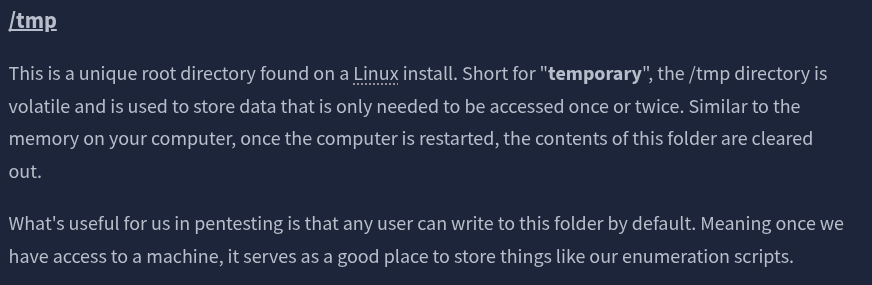 /tmp
This is a unique root directory found on a Linux install. Short for "temporary", the /tmp directory is
volatile and is used to store data that is only needed to be accessed once or twice. Similar to the
memory on your computer, once the computer is restarted, the contents of this folder are cleared
out.
What's useful for us in pentesting is that any user can write to this folder by default. Meaning once we
have access to a machine, it serves as a good place to store things like our enumeration scripts.